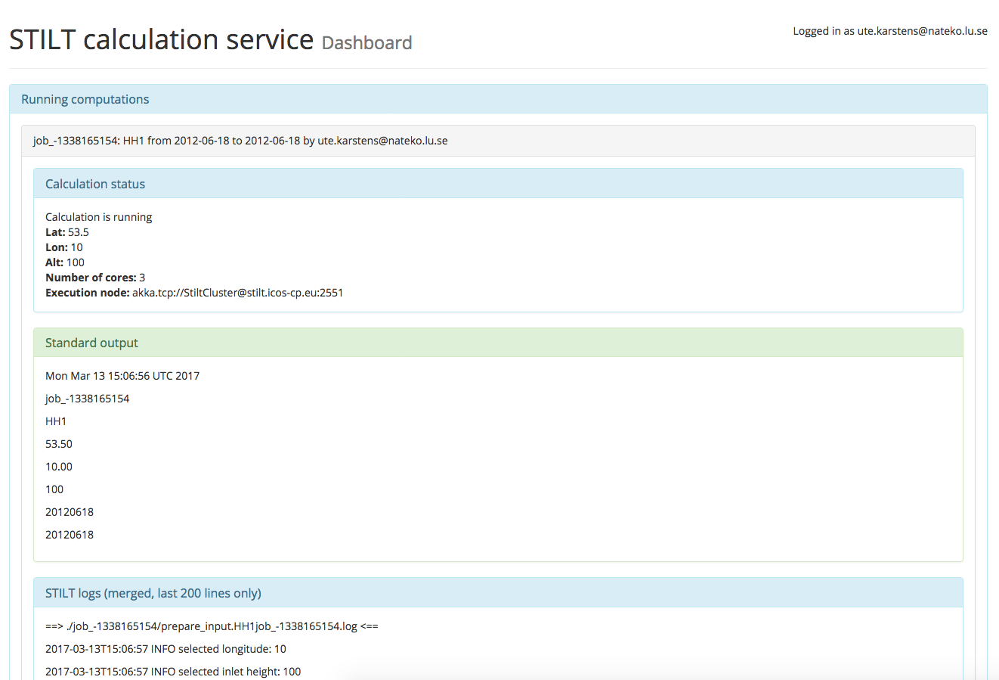 STILT calculation service Dashboard
Logged in as ute.karstens@nateko.lu.se
Running computations
job_-1338165154: HH1 from 2012-06-18 to 2012-06-18 by ute.karstens@nateko.lu.se
Calculation status
Calculation is running
Lat: 53.5
Lon: 10
Alt: 100
Number of cores: 3
Execution node: akka.tcp://StiltCluster@stilt.icos-cp.eu:2551
Standard output
Mon Mar 13 15:06:56 UTC 2017
job_-1338165154
HH1
53.50
10.00
100
20120618
20120618
STILT logs (merged, last 200 lines only)
==> ./job_-1338165154/prepare_input.HH1job_-1338165154.log <==
2017-03-13T15:06:57 INFO selected longitude: 10
2017-03-13T15:06:57 INFO selected inlet height: 100